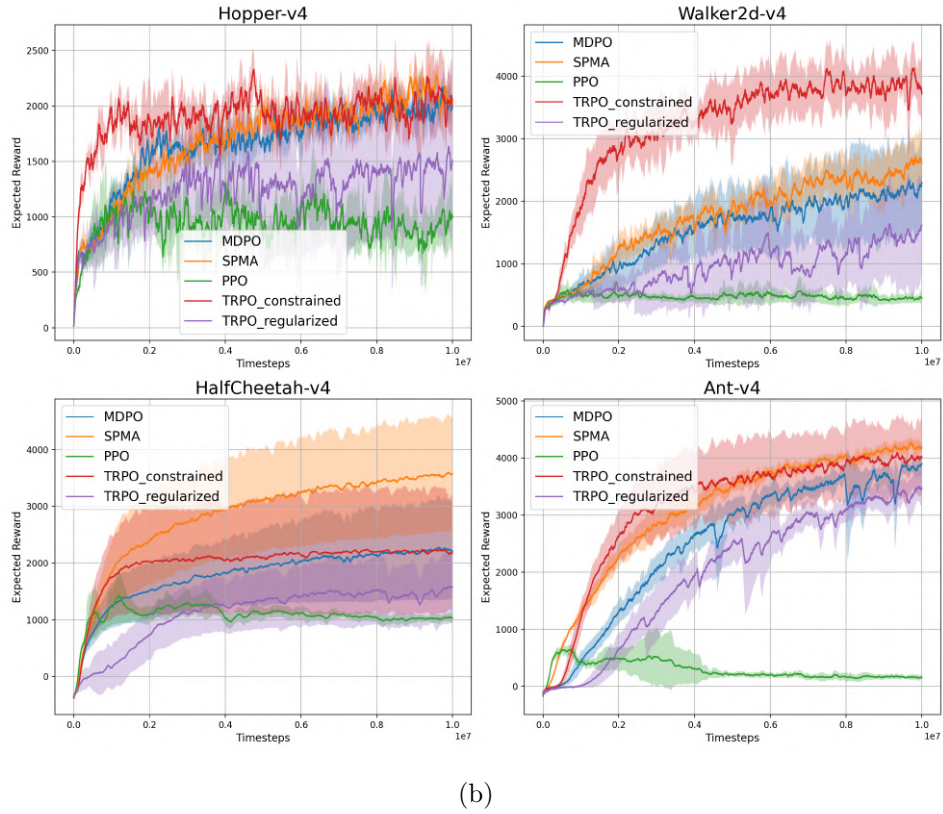 Hopper-v4
Expected Reward
2500
2000
1500
1000
500
0
MDPO
SPMA
PPO
TRPO_constrained
TRPO_regularized
0.0 0.2 0.4 0.6 0.8 1.0
1e7
Timesteps
Walker2d-v4
Expected Reward
4000
3000
2000
1000
0
MDPO
SPMA
PPO
TRPO_constrained
TRPO_regularized
0.0 0.2 0.4 0.6 0.8 1.0
1e7
Timesteps
HalfCheetah-v4
Expected Reward
4000
3000
2000
1000
0
MDPO
SPMA
PPO
TRPO_constrained
TRPO_regularized
0.0 0.2 0.4 0.6 0.8 1.0
1e7
Timesteps
Ant-v4
Expected Reward
5000
4000
3000
2000
1000
0
MDPO
SPMA
PPO
TRPO_constrained
TRPO_regularized
0.0 0.2 0.4 0.6 0.8 1.0
1e7
Timesteps
(b)